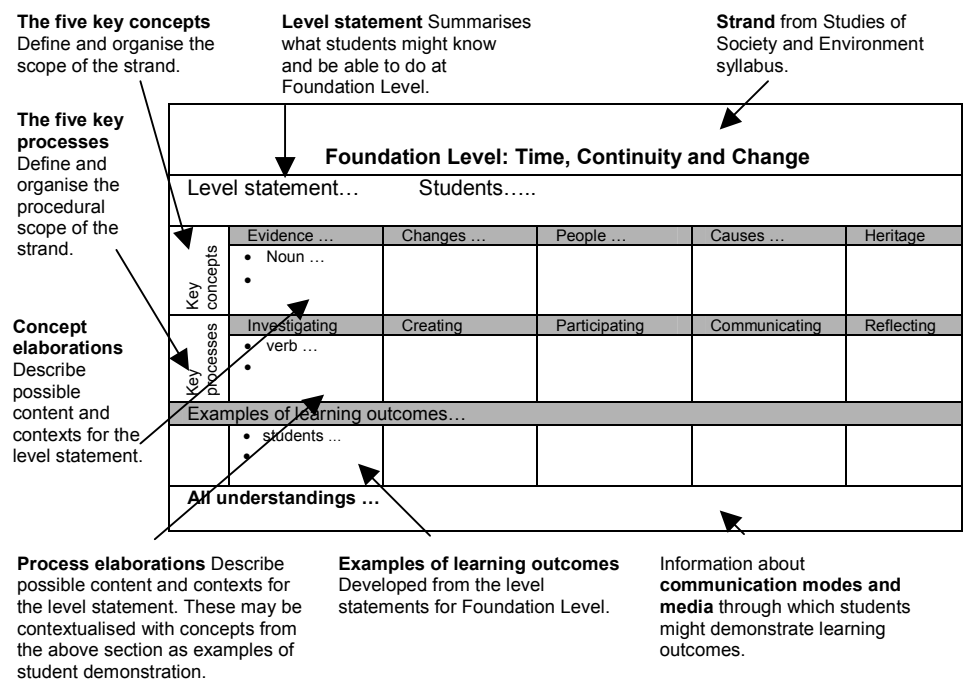 The five key concepts
Define and organise the
scope of the strand.
Level statement Summarises
what students might know
and be able to do at
Foundation Level.
Strand from Studies of
Society and Environment
syllabus.
The five key
processes
Define and
organise the
procedural
scope of the
strand.
Concept
elaborations
Describe
possible
content and
contexts for the
level statement.
Foundation Level: Time, Continuity and Change
Level statement… Students…..
Key
concepts
Evidence … Changes … People … Causes … Heritage
• Noun …
•
Key
processes
Investigating Creating Participating Communicating Reflecting
• verb …
•
Examples of learning outcomes…
• students ...
•
All understandings …
Process elaborations Describe
possible content and contexts for
the level statement. These may be
contextualised with concepts from
the above section as examples of
student demonstration.
Examples of learning outcomes
Developed from the level
statements for Foundation Level.
Information about
communication modes and
media through which students
might demonstrate learning
outcomes.